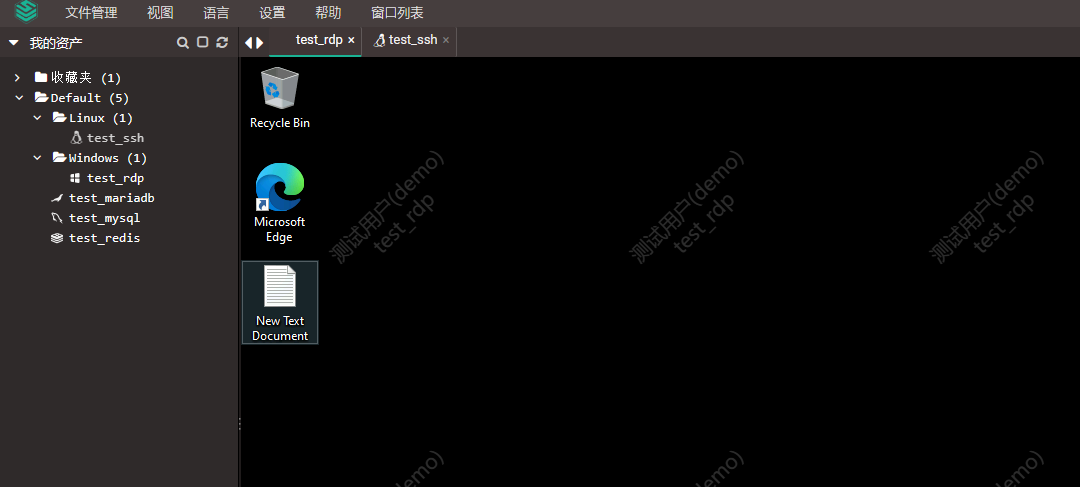 文件管理 视图 语言 设置 帮助 窗口列表
我的资产
test_rdp × test_ssh ×
收藏夹 (1)
Default (5)
Linux (1)
test_ssh
Windows (1)
test_rdp
test_mariadb
test_mysql
test_redis
Recycle Bin
Microsoft
Edge
New Text
Document
测试用户(demo)
test_rdp
测试用户(demo)
test_rdp
测试用户(demo)
test_rdp
demo)
demo)
demo)